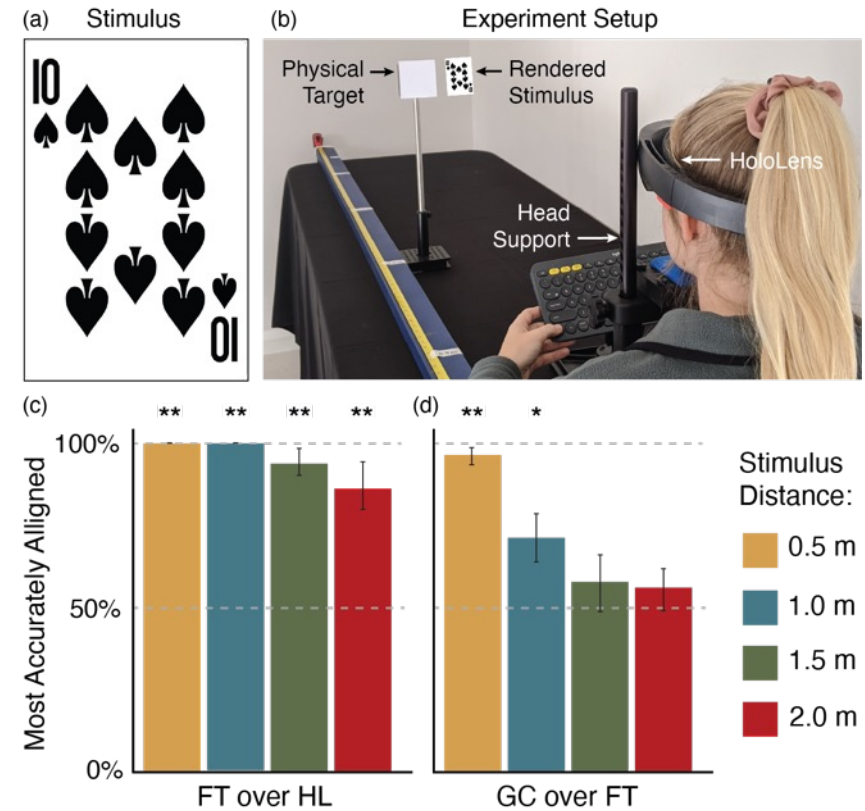 (a) Stimulus
(b) Experiment Setup
10
10
Physical
Target
Rendered
Stimulus
HoloLens
Head
Support
(c) ** ** ** **
(d) ** *
Most Accurately Alligned
100%
50%
0%
FT over HL
GC over FT
Stimulus
Distance:
0.5 m
1.0 m
1.5 m
2.0 m